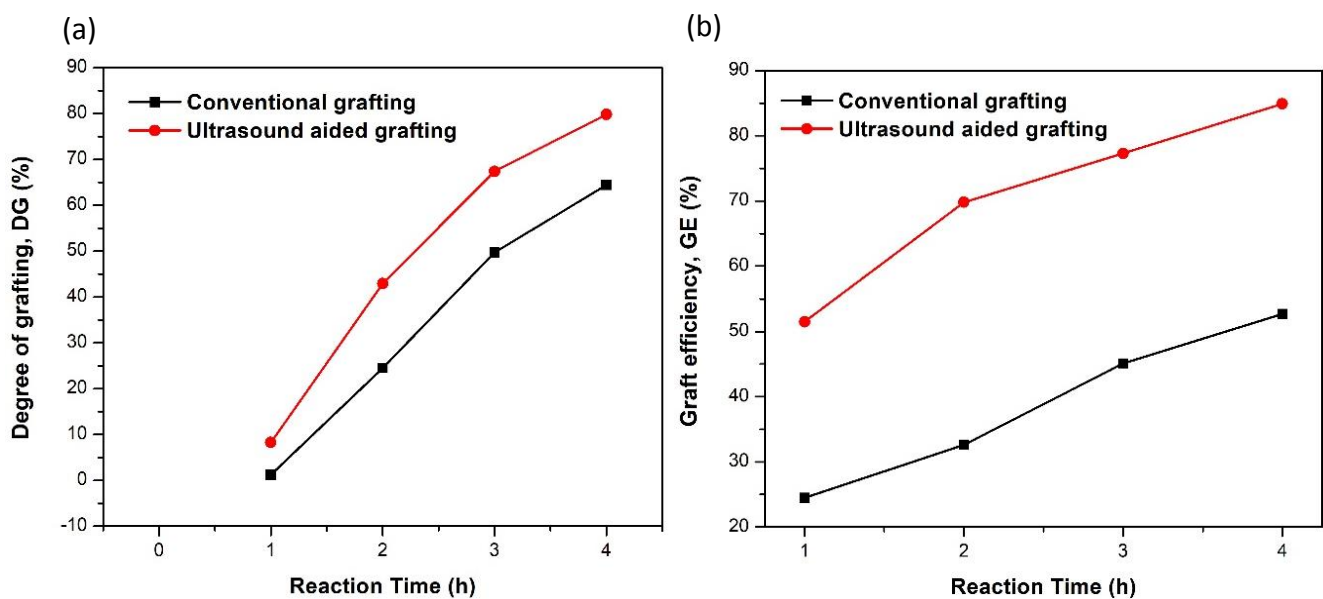 (a)
90
80
70
60
50
40
30
20
10
0
-10
Degree of grafting, DG (%)
Conventional grafting
Ultrasound aided grafting
0 1 2 3 4
Reaction Time (h)
(b)
90
80
70
60
50
40
30
20
Graft efficiency, GE (%)
Conventional grafting
Ultrasound aided grafting
1 2 3 4
Reaction Time (h)